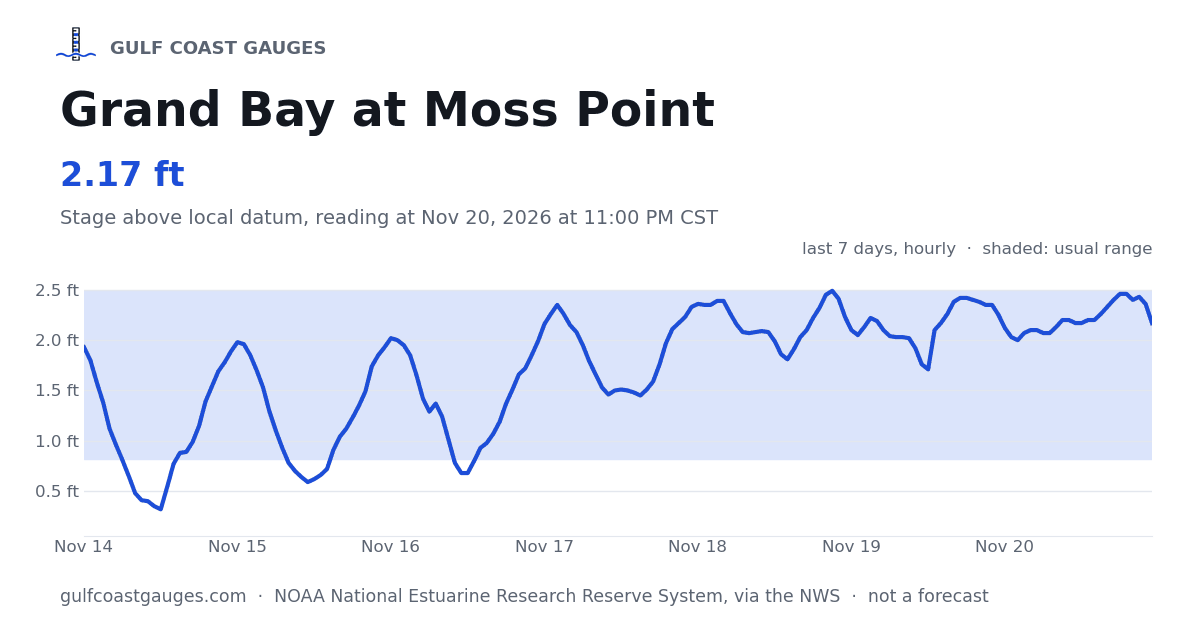 GULF COAST GAUGES
Grand Bay at Moss Point
2.17 ft
Stage above local datum, reading at Nov 20, 2026 at 11:00 PM CST
last 7 days, hourly · shaded: usual range
2.5 ft
2.0 ft
1.5 ft
1.0 ft
0.5 ft
Nov 14 Nov 15 Nov 16 Nov 17 Nov 18 Nov 19 Nov 20
gulfcoastgauges.com · NOAA National Estuarine Research Reserve System, via the NWS · not a forecast